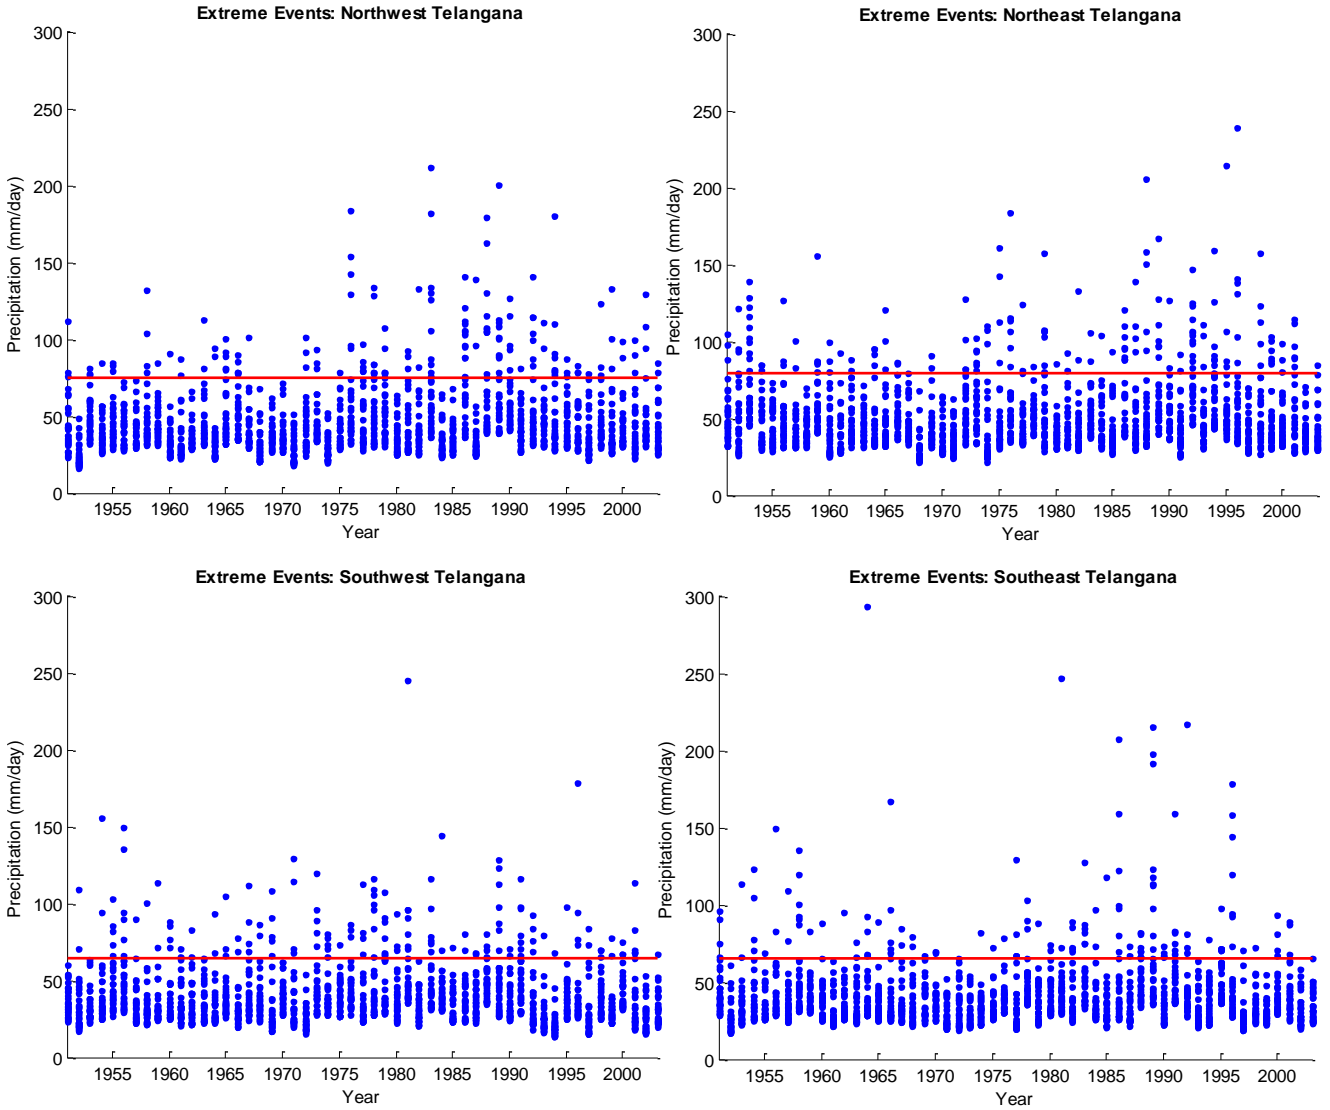 Extreme Events: Northwest Telangana
300
250
200
150
100
50
0
Precipitation (mm/day)
1955 1960 1965 1970 1975 1980 1985 1990 1995 2000
Year
Extreme Events: Northeast Telangana
300
250
200
150
100
50
0
Precipitation (mm/day)
1955 1960 1965 1970 1975 1980 1985 1990 1995 2000
Year
Extreme Events: Southwest Telangana
300
250
200
150
100
50
0
Precipitation (mm/day)
1955 1960 1965 1970 1975 1980 1985 1990 1995 2000
Year
Extreme Events: Southeast Telangana
300
250
200
150
100
50
0
Precipitation (mm/day)
1955 1960 1965 1970 1975 1980 1985 1990 1995 2000
Year